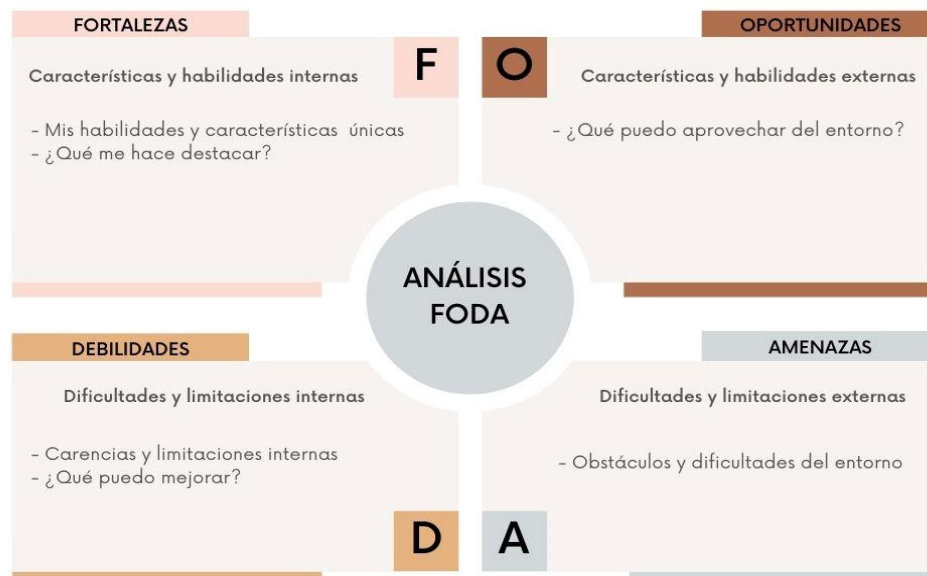 FORTALEZAS
F
Características y habilidades internas
- Mis habilidades y características únicas
- ¿Qué me hace destacar?
OPORTUNIDADES
O
Características y habilidades externas
- ¿Qué puedo aprovechar del entorno?
ANÁLISIS
FODA
DEBILIDADES
Dificultades y limitaciones internas
- Carencias y limitaciones internas
- ¿Qué puedo mejorar?
D
AMENAZAS
Dificultades y limitaciones externas
- Obstáculos y dificultades del entorno
A